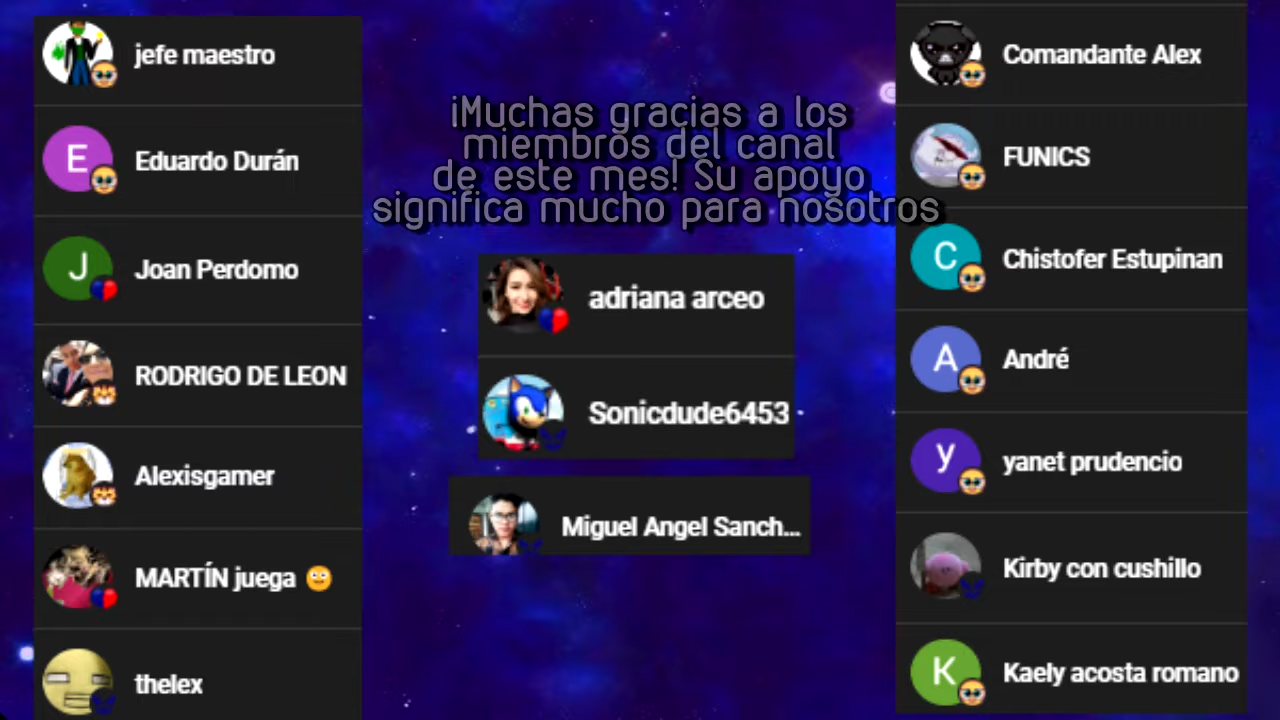 jefe maestro
E
Eduardo Durán
J
Joan Perdomo
RODRIGO DE LEON
Alexisgamer
MARTÍN juega 🙄
thelex
¡Muchas gracias a los
miembros del canal
de este mes! Su apoyo
significa mucho para nosotros
adriana arceo
Sonicdude6453
Miguel Angel Sanch...
Comandante Alex
FUNICS
C
Chistofer Estupinan
A
André
y
yanet prudencio
Kirby con cushillo
K
Kaely acosta romano